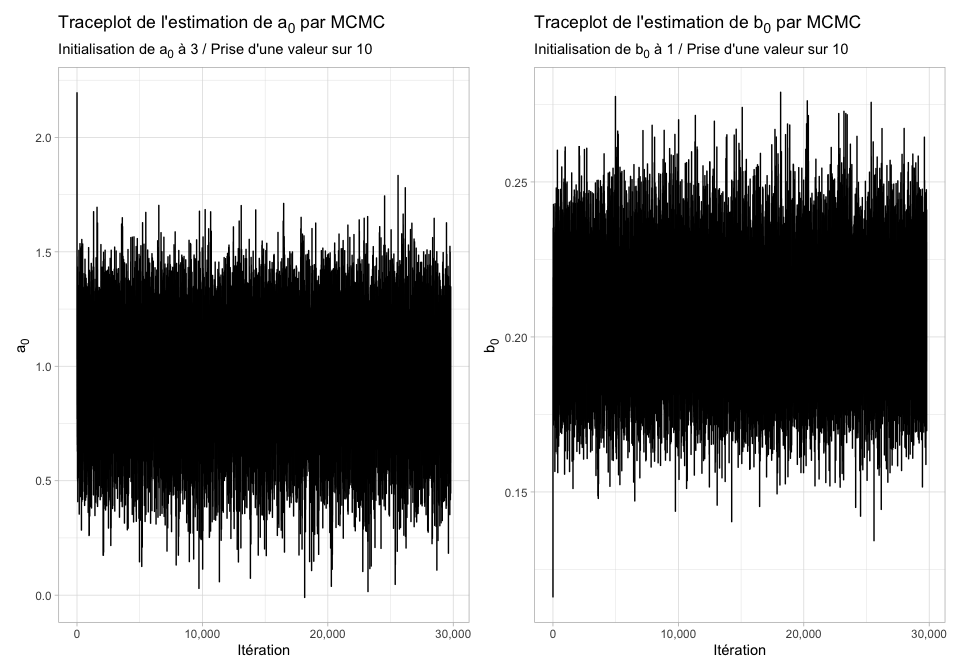 Traceplot de l'estimation de a₀ par MCMC
Initialisation de a₀ à 3 / Prise d'une valeur sur 10
2.0
1.5
1.0
0.5
0.0
a₀
0
10,000
20,000
30,000
Itération
Traceplot de l'estimation de b₀ par MCMC
Initialisation de b₀ à 1 / Prise d'une valeur sur 10
0.25
0.20
0.15
b₀
0
10,000
20,000
30,000
Itération